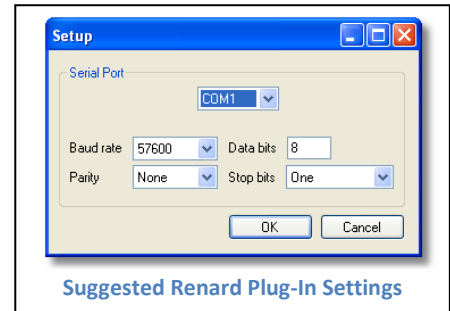 Setup
Serial Port
COM1
Baud rate 57600 Data bits 8
Parity None Stop bits One
OK Cancel
Suggested Renard Plug-In Settings